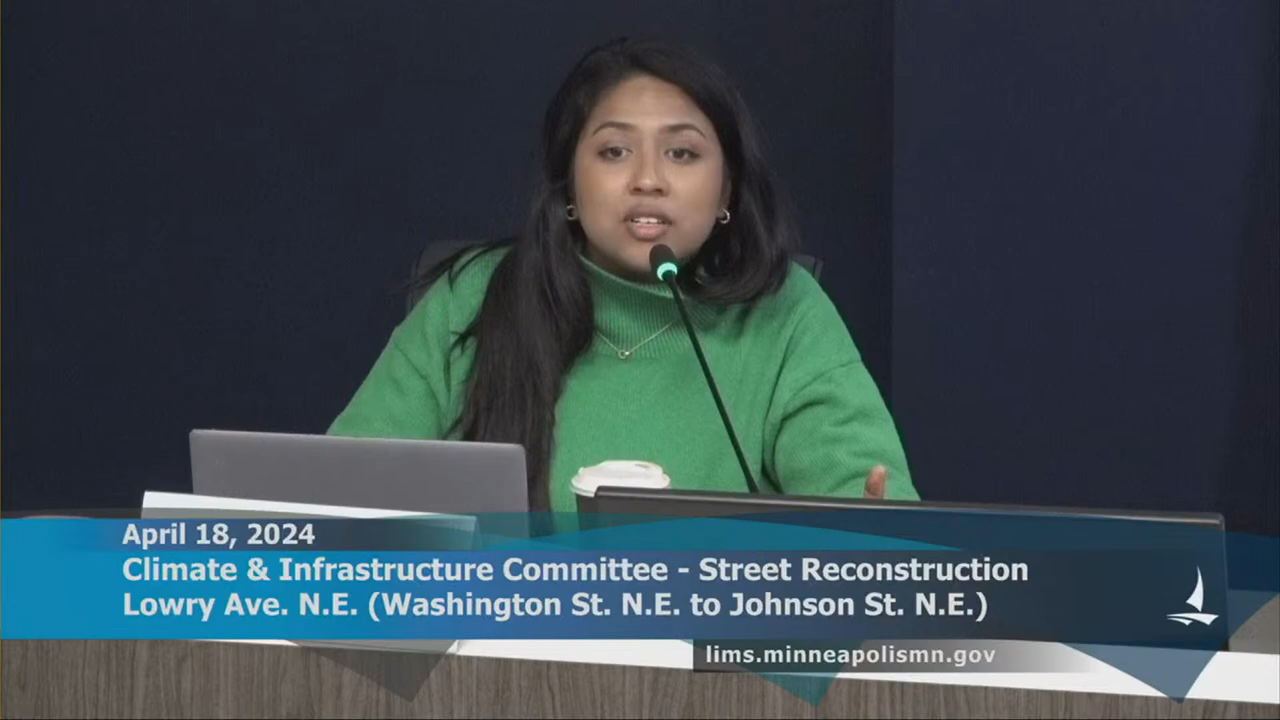 April 18, 2024
Climate & Infrastructure Committee - Street Reconstruction
Lowry Ave. N.E. (Washington St. N.E. to Johnson St. N.E.)
lims.minneapolismn.gov